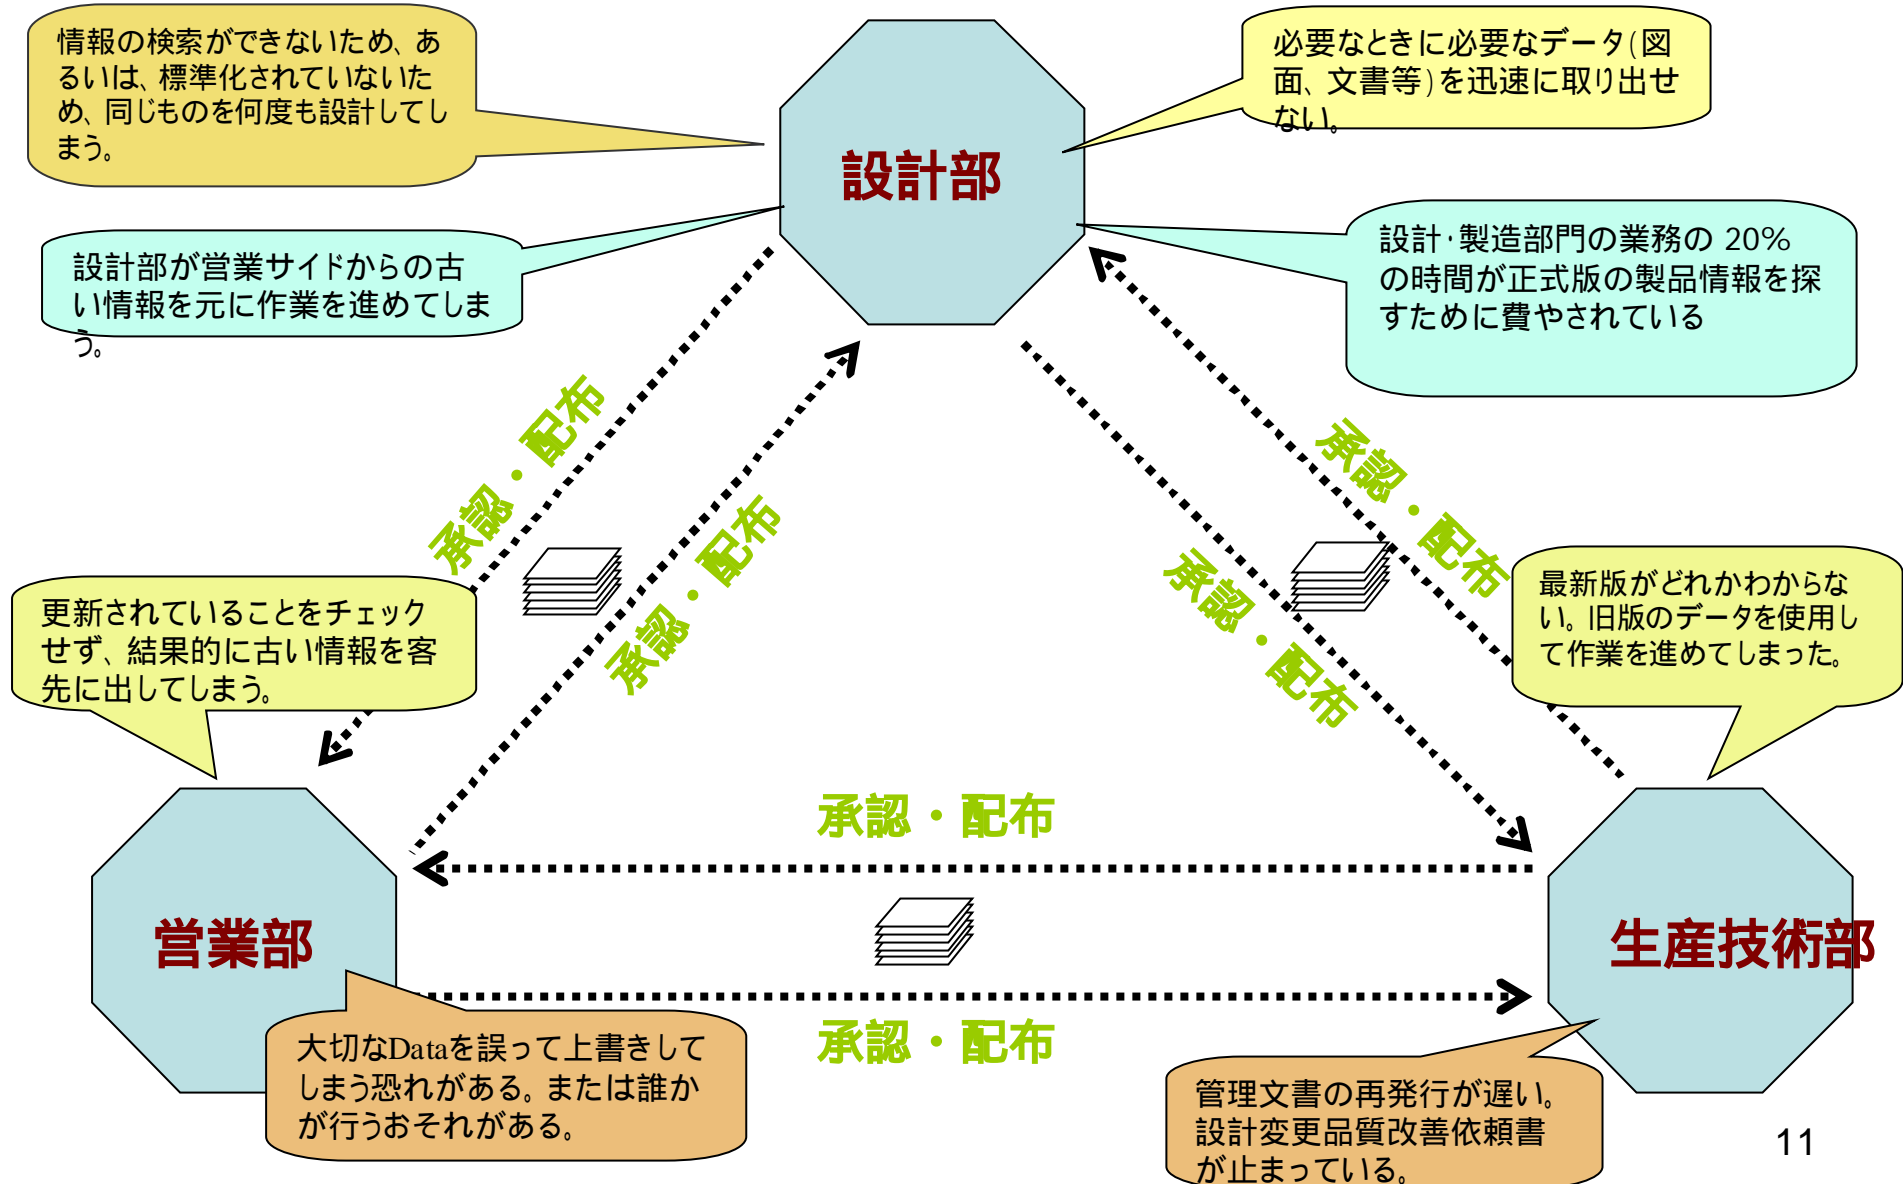 情報の検索ができないため、あ
るいは、標準化されていないた
め、同じものを何度も設計してし
まう。
必要なときに必要なデータ(図
面、文書等)を迅速に取り出せ
ない。
設計部
設計部が営業サイドからの古
い情報を元に作業を進めてしま
う。
設計・製造部門の業務の 20%
の時間が正式版の製品情報を探
すために費やされている
承認・配布
承認・配布
承認・配布
承認・配布
更新されていることをチェック
せず、結果的に古い情報を客
先に出してしまう。
最新版がどれかわからな
い。旧版のデータを使用し
て作業を進めてしまった。
承認・配布
営業部
生産技術部
承認・配布
大切なDataを誤って上書きして
しまう恐れがある。または誰か
が行うおそれがある。
管理文書の再発行が遅い。
設計変更品質改善依頼書
が止まっている。
11